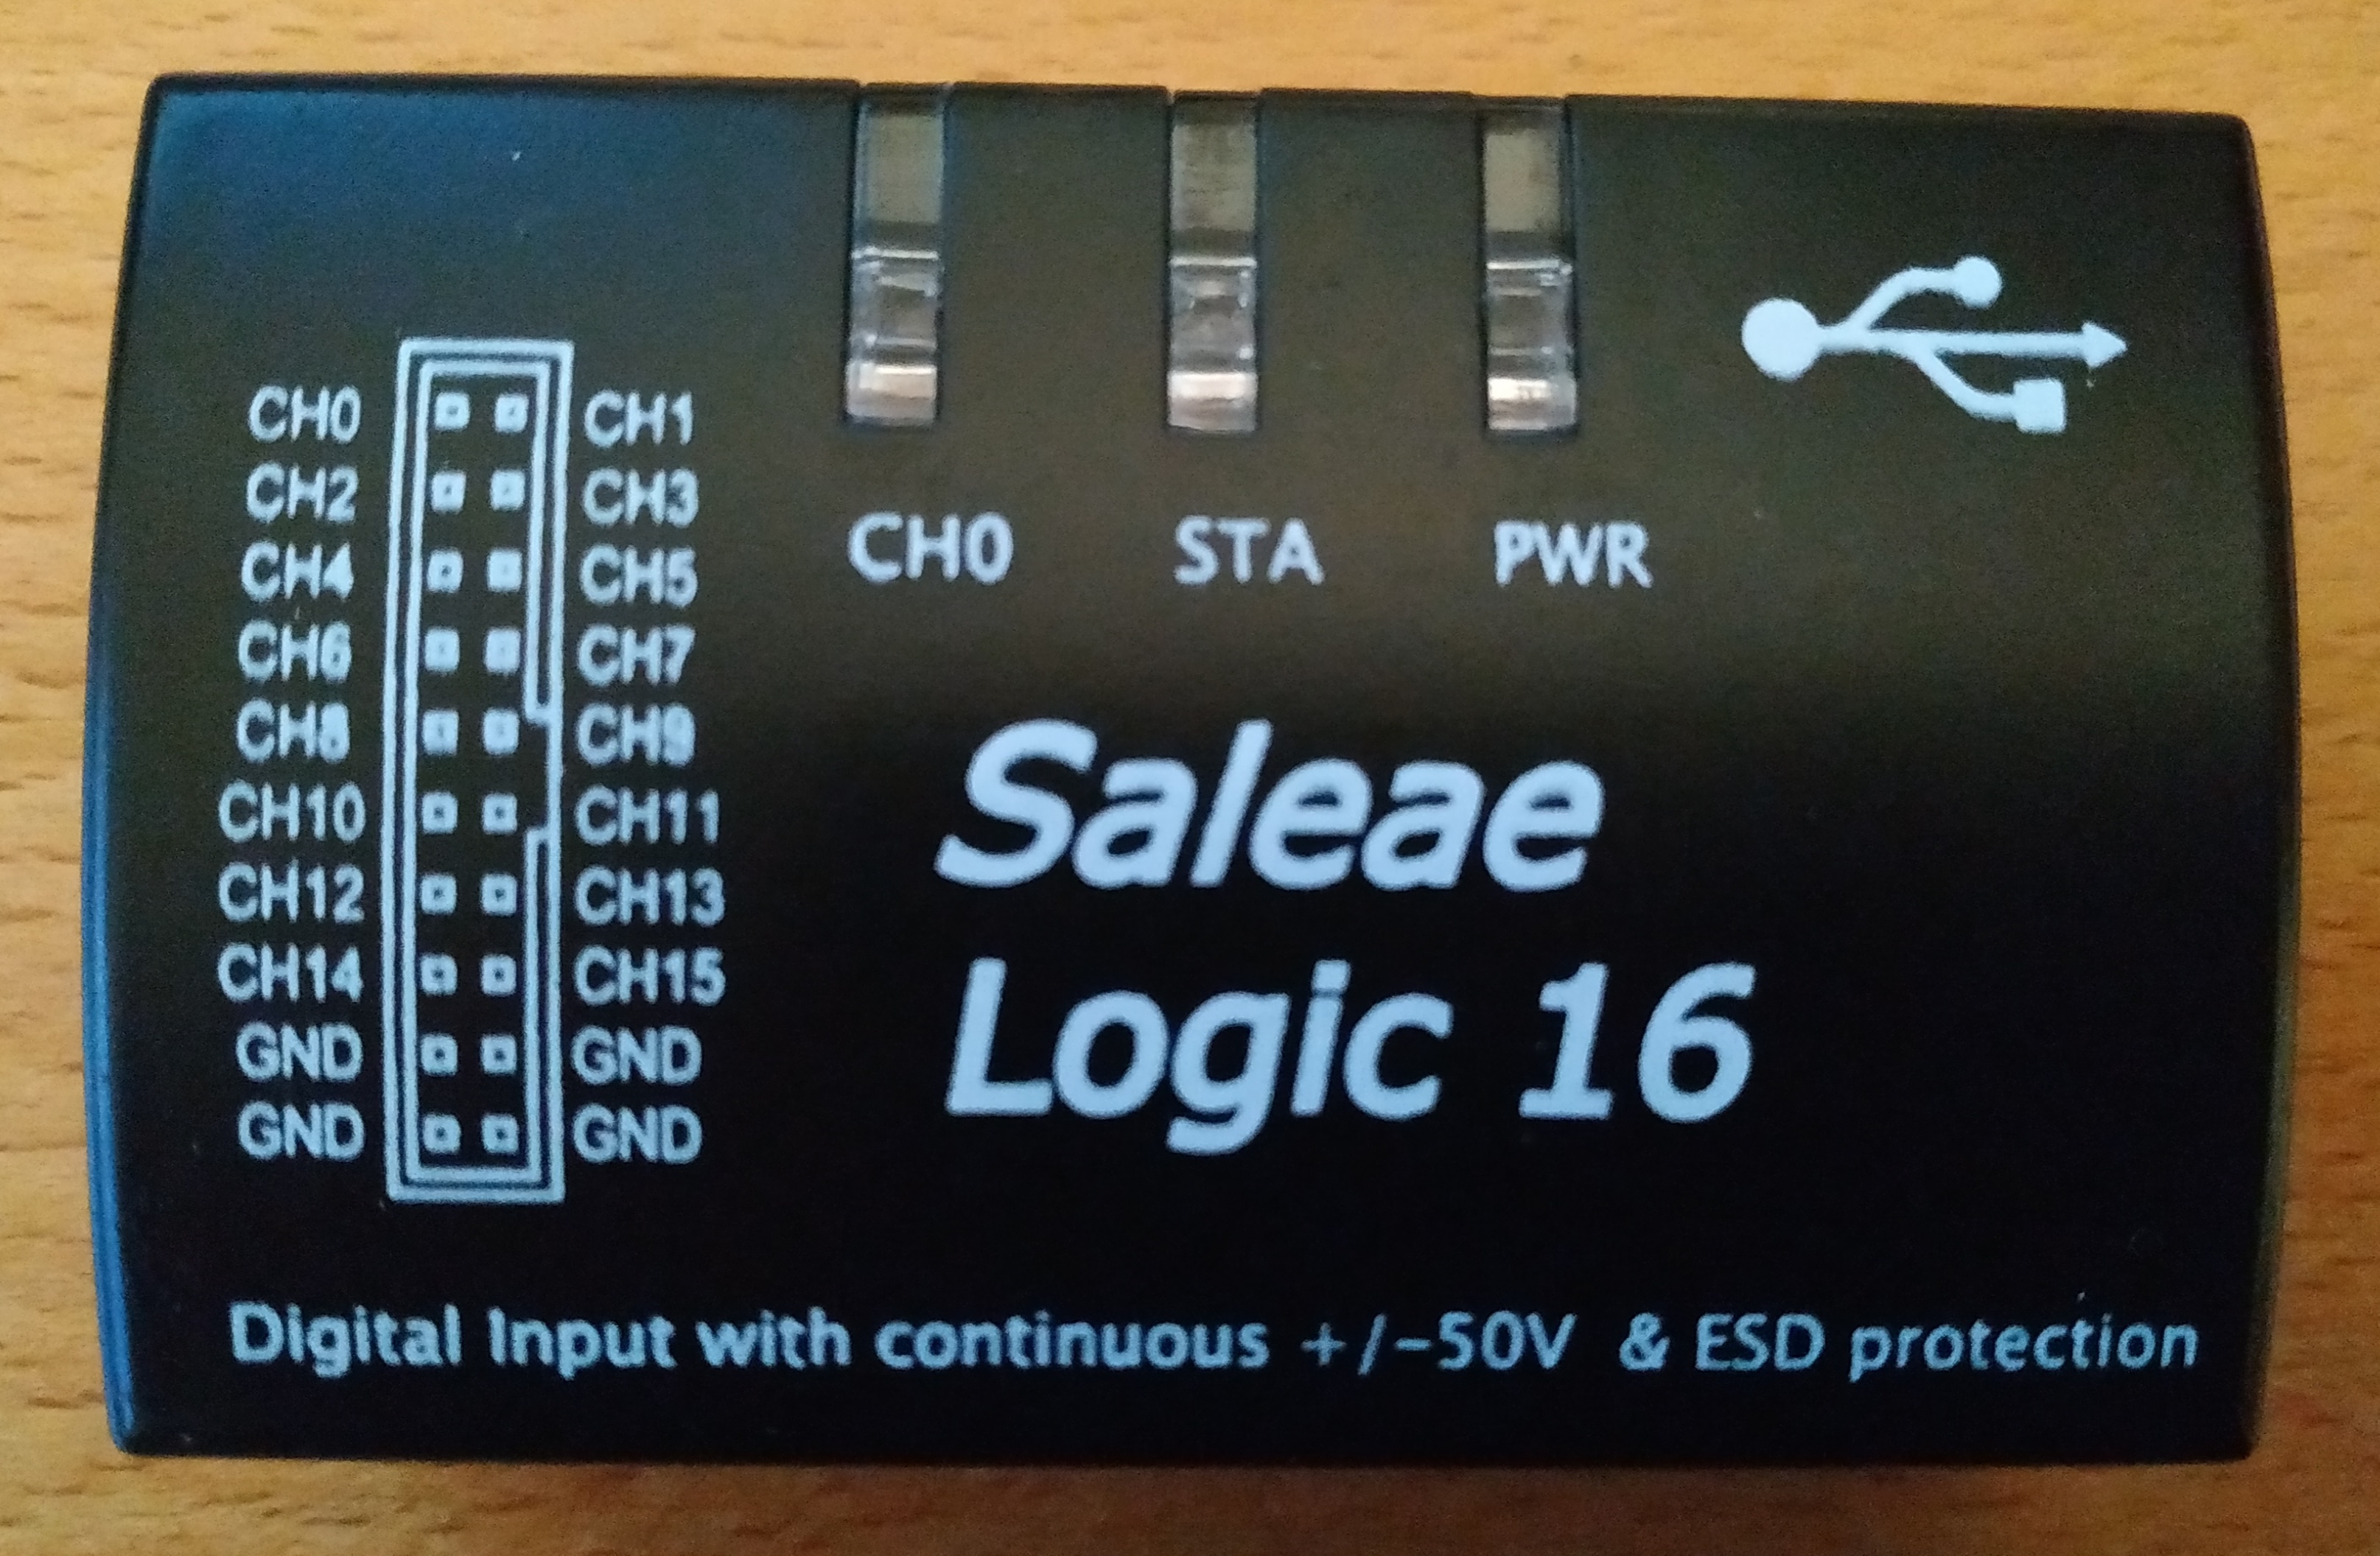 CH0 CH1
CH2 CH3
CH4 CH5
CH6 CH7
CH8 CH9
CH10 CH11
CH12 CH13
CH14 CH15
GND GND
GND GND
CH0 STA PWR
Saleae
Logic 16
Digital Input with continuous +/-50V & ESD protection